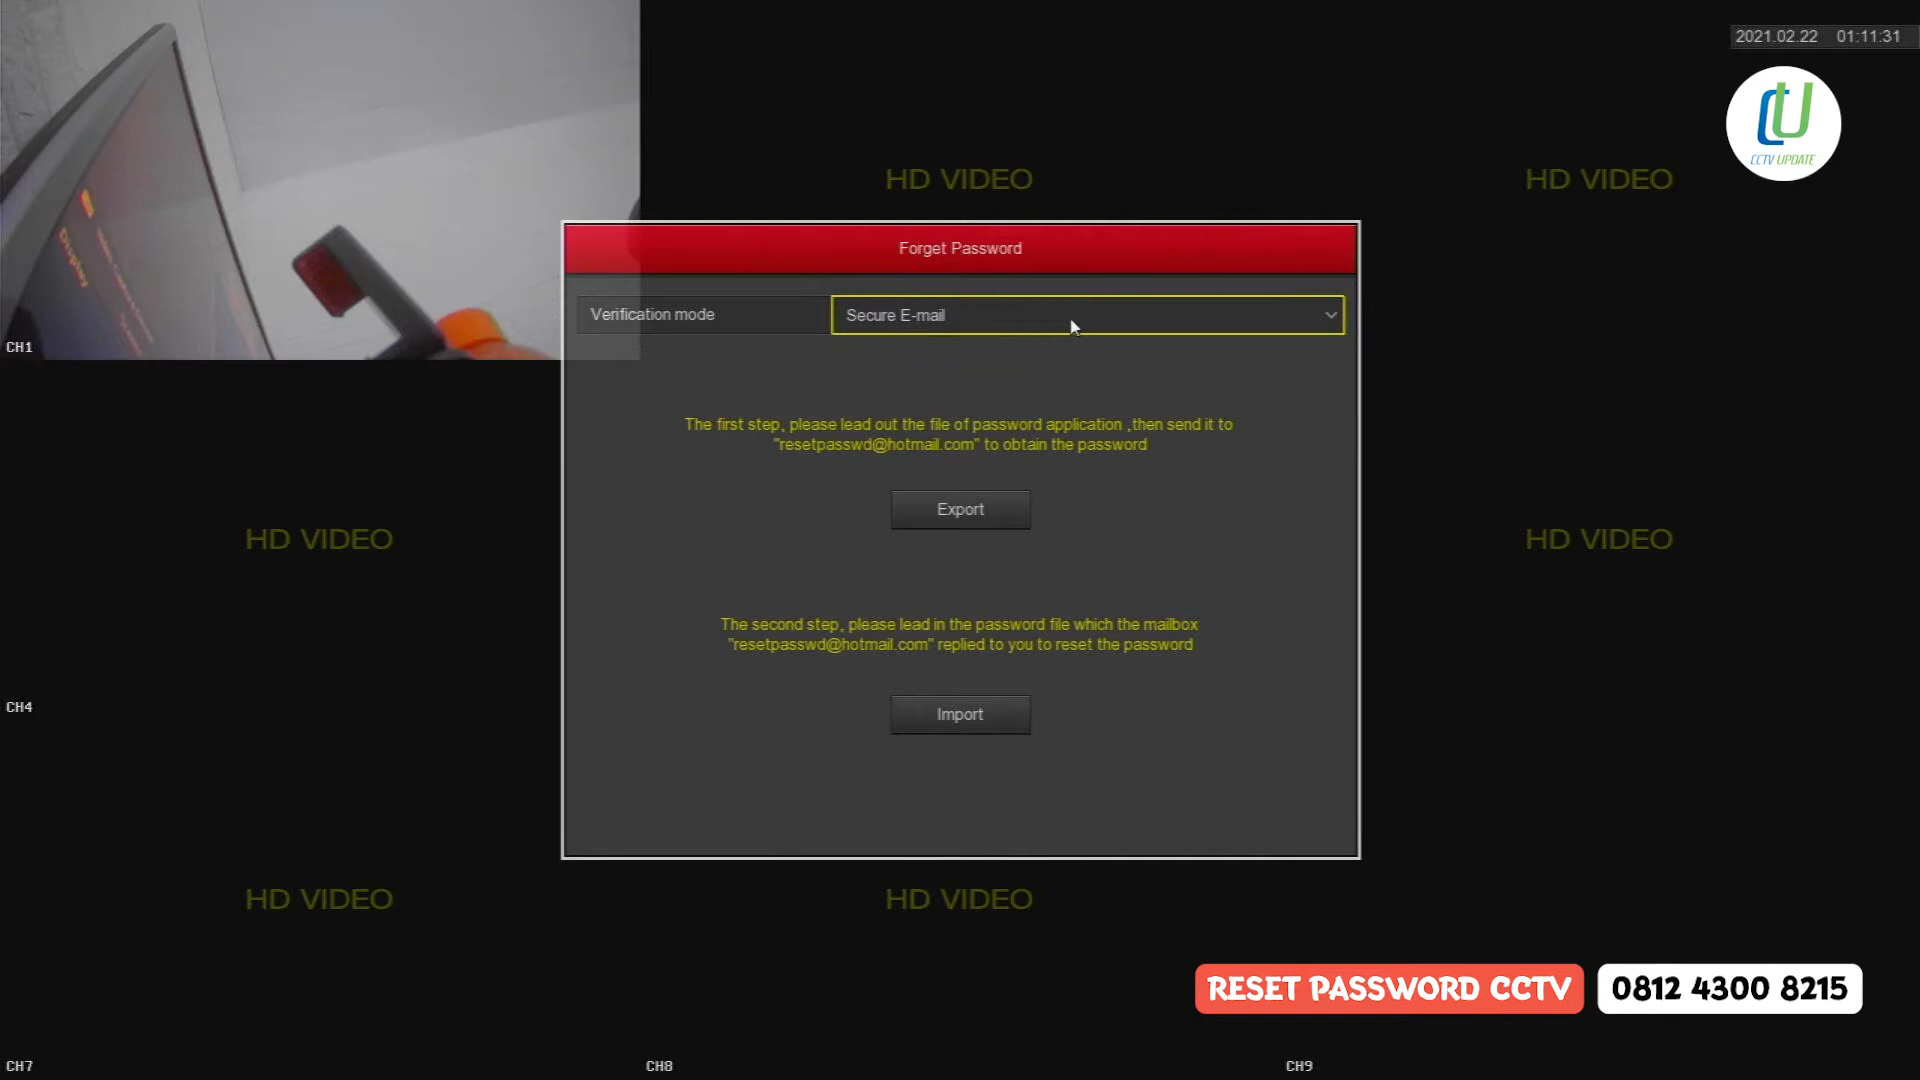 2021.02.22 01:11:31
CCTV UPDATE
HD VIDEO
HD VIDEO
Display
Forget Password
Verification mode
Secure E-mail
CH1
The first step, please lead out the file of password application ,then send it to
"resetpasswd@hotmail.com" to obtain the password
Export
HD VIDEO
HD VIDEO
The second step, please lead in the password file which the mailbox
"resetpasswd@hotmail.com" replied to you to reset the password
CH4
Import
HD VIDEO
HD VIDEO
RESET PASSWORD CCTV
0812 4300 8215
CH7
CH8
CH9